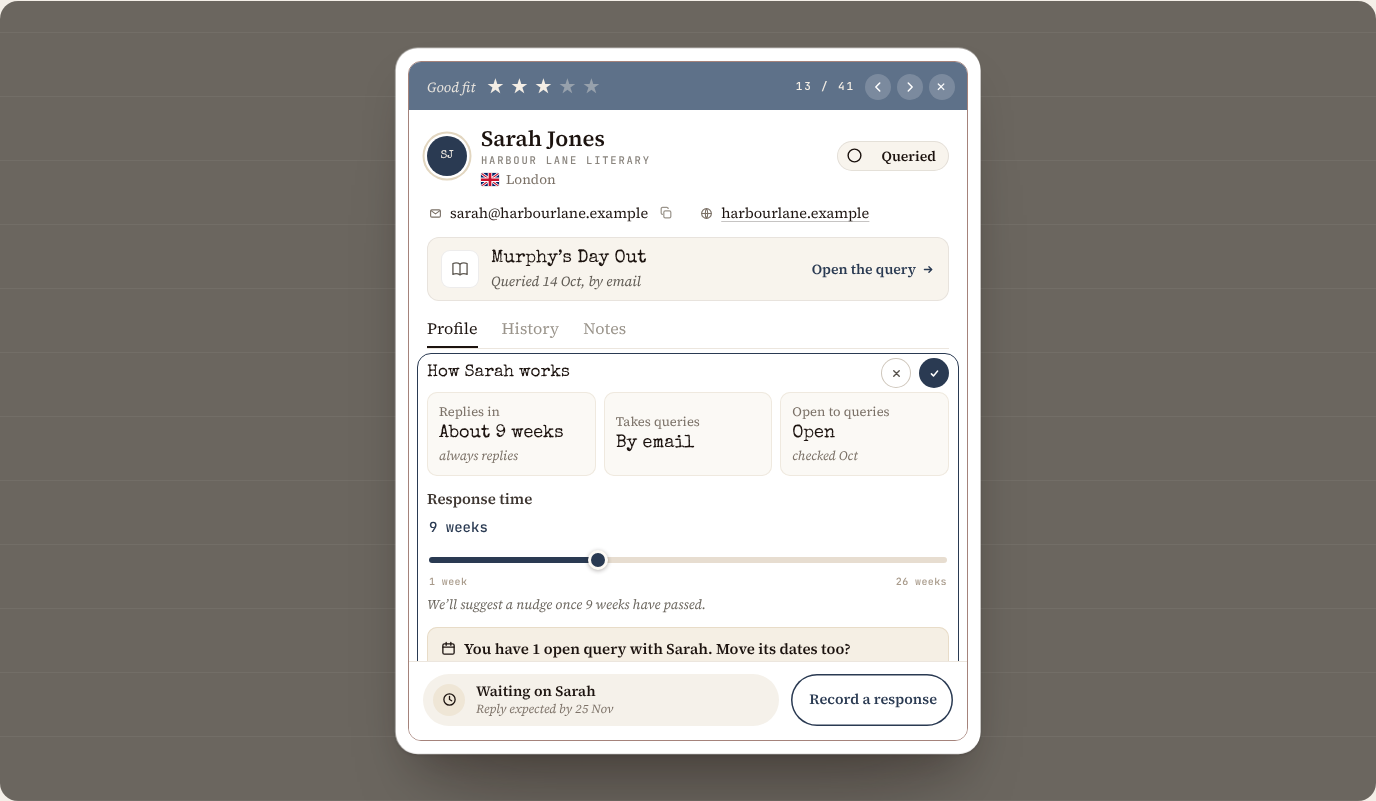 Good fit
13 / 41
SJ
Sarah Jones
HARBOUR LANE LITERARY
London
Queried
sarah@harbourlane.example
harbourlane.example
Murphy's Day Out
Queried 14 Oct, by email
Open the query →
Profile
History
Notes
How Sarah works
Replies in
About 9 weeks
always replies
Takes queries
By email
Open to queries
Open
checked Oct
Response time
9 weeks
1 week
26 weeks
We'll suggest a nudge once 9 weeks have passed.
You have 1 open query with Sarah. Move its dates too?
Waiting on Sarah
Reply expected by 25 Nov
Record a response